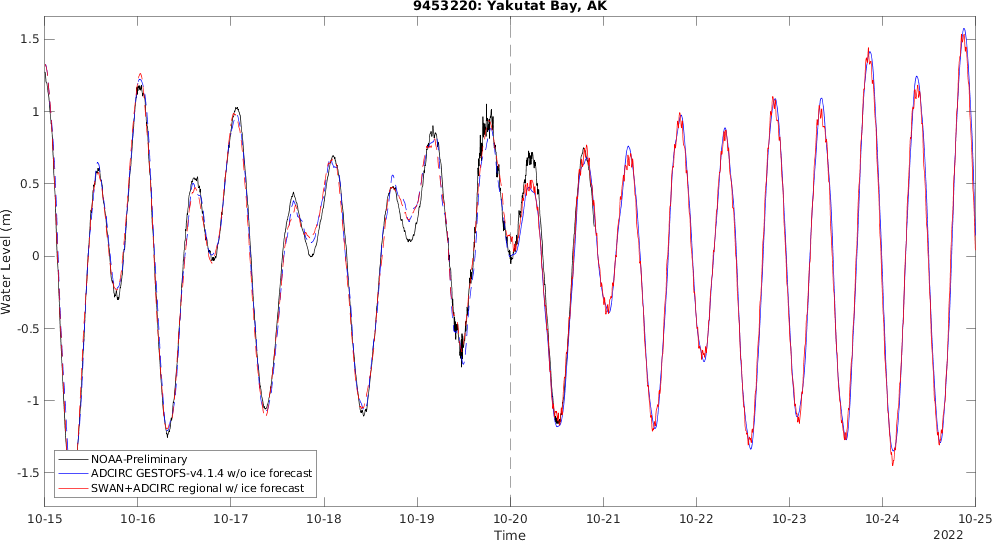 9453220: Yakutat Bay, AK
1.5
1
0.5
0
-0.5
-1
-1.5
Water Level (m)
NOAA-Preliminary
ADCIRC GESTOFS-v4.1.4 w/o ice forecast
SWAN+ADCIRC regional w/ ice forecast
10-15 10-16 10-17 10-18 10-19 10-20 10-21 10-22 10-23 10-24 10-25
Time
2022